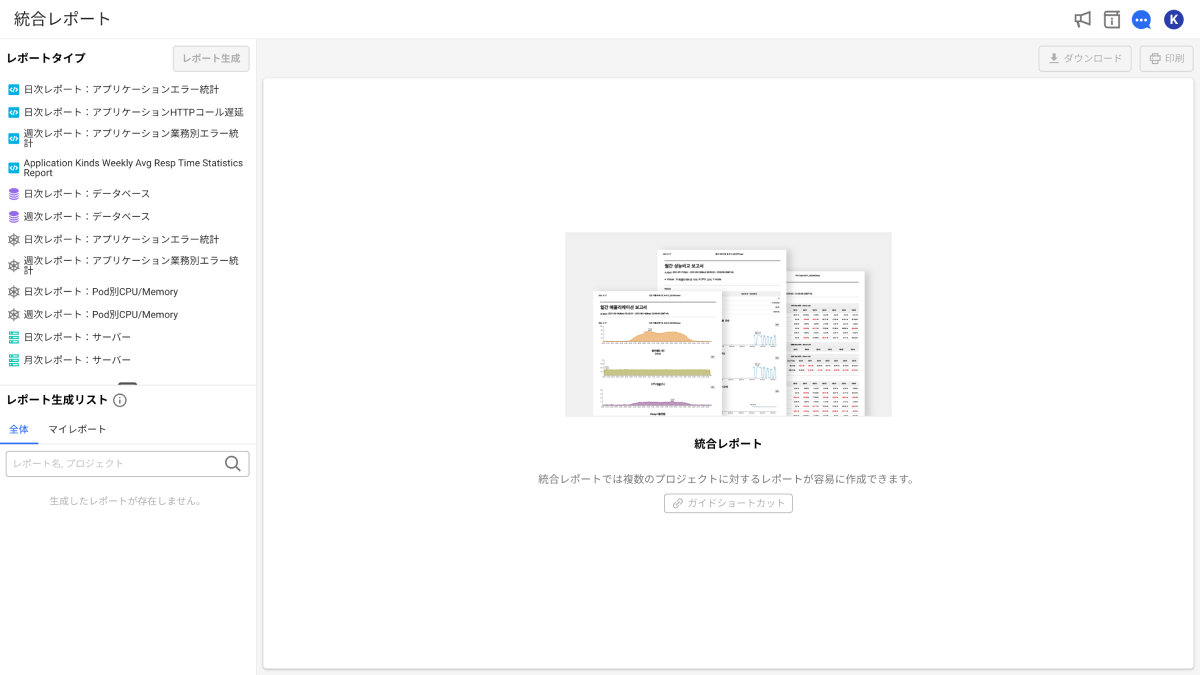 統合レポート
K
レポートタイプ
レポート生成
ダウンロード
印刷
日次レポート：アプリケーションエラー統計
日次レポート：アプリケーションHTTPコール遅延
週次レポート：アプリケーション業務別エラー統
計
Application Kinds Weekly Avg Resp Time Statistics
Report
日次レポート：データベース
週次レポート：データベース
日次レポート：アプリケーションエラー統計
週次レポート：アプリケーション業務別エラー統
計
日次レポート：Pod別CPU/Memory
週次レポート：Pod別CPU/Memory
日次レポート：サーバー
月次レポート：サーバー
レポート生成リスト
全体
マイレポート
レポート名, プロジェクト
生成したレポートが存在しません。
월간 성능비교 보고서
월간 애플리케이션 보고서
統合レポート
統合レポートでは複数のプロジェクトに対するレポートが容易に作成できます。
ガイドショートカット